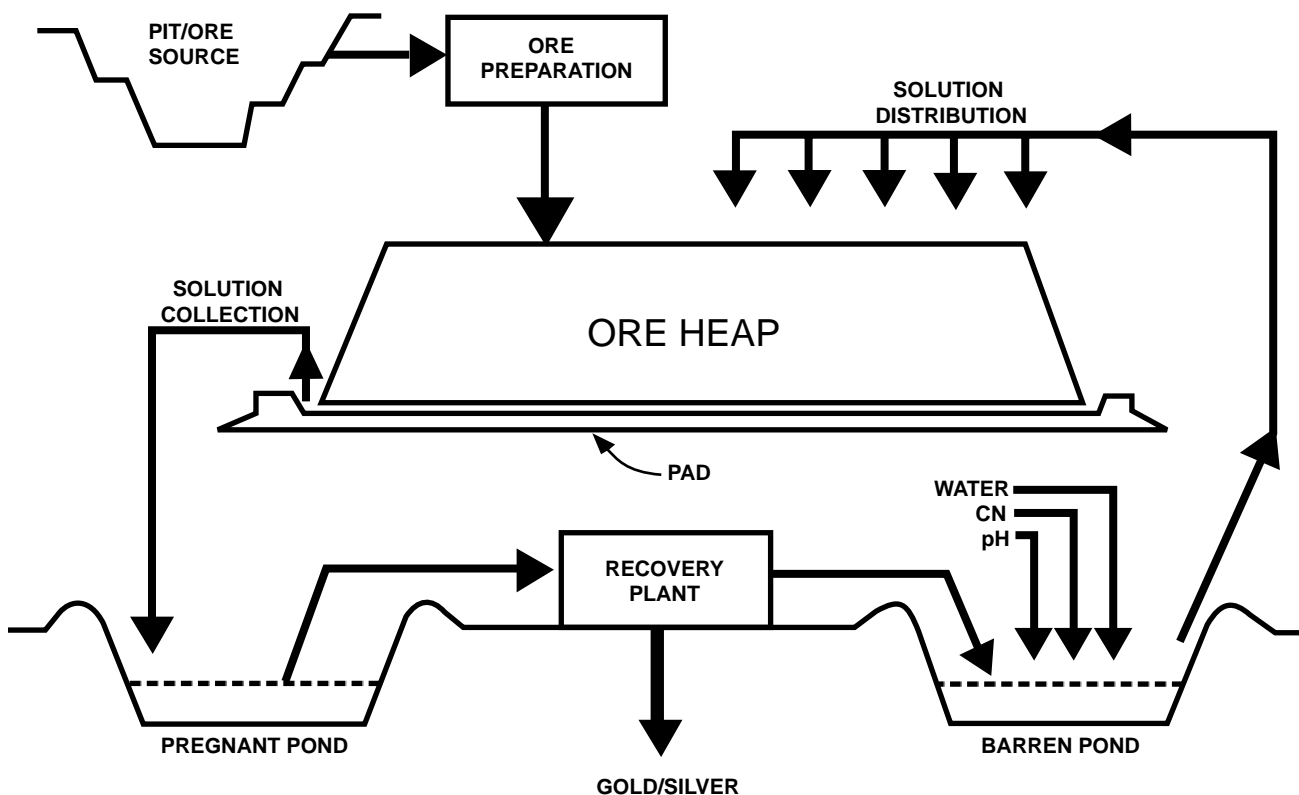 PIT/ORE
SOURCE
ORE
PREPARATION
SOLUTION
DISTRIBUTION
SOLUTION
COLLECTION
ORE HEAP
PAD
WATER
CN
pH
RECOVERY
PLANT
PREGNANT POND
BARREN POND
GOLD/SILVER